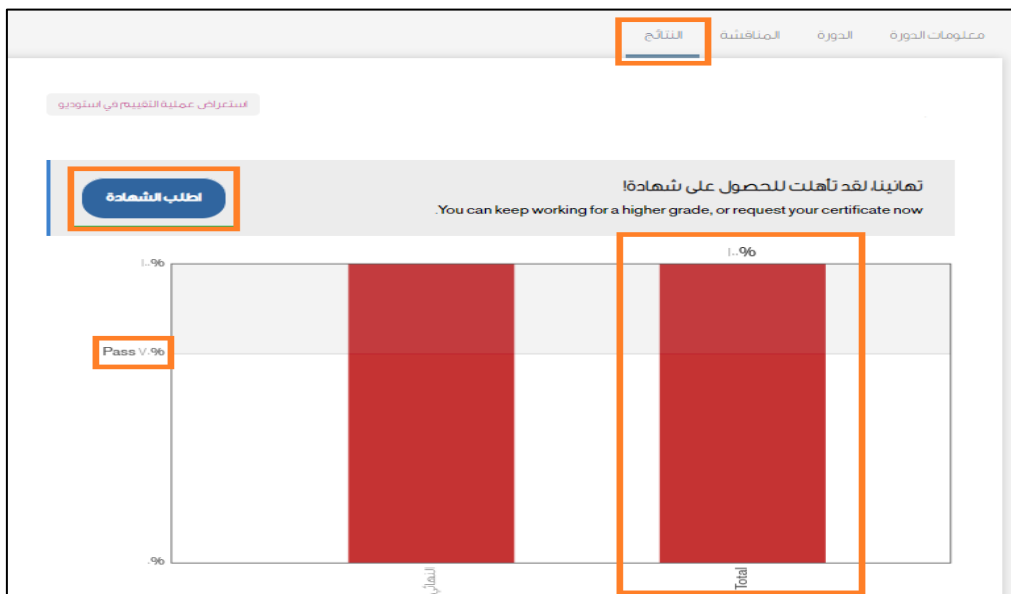 معلومات الدورة الدورة المناقشة النتائج
استعراض عملية التقييم في استوديو
تهانينا، لقد تأهلت للحصول على شهادة!
You can keep working for a higher grade, or request your certificate now.
اطلب الشهادة
١٠٠%
١٠٠%
Pass ٧٠%
٠%
النهائي
Total